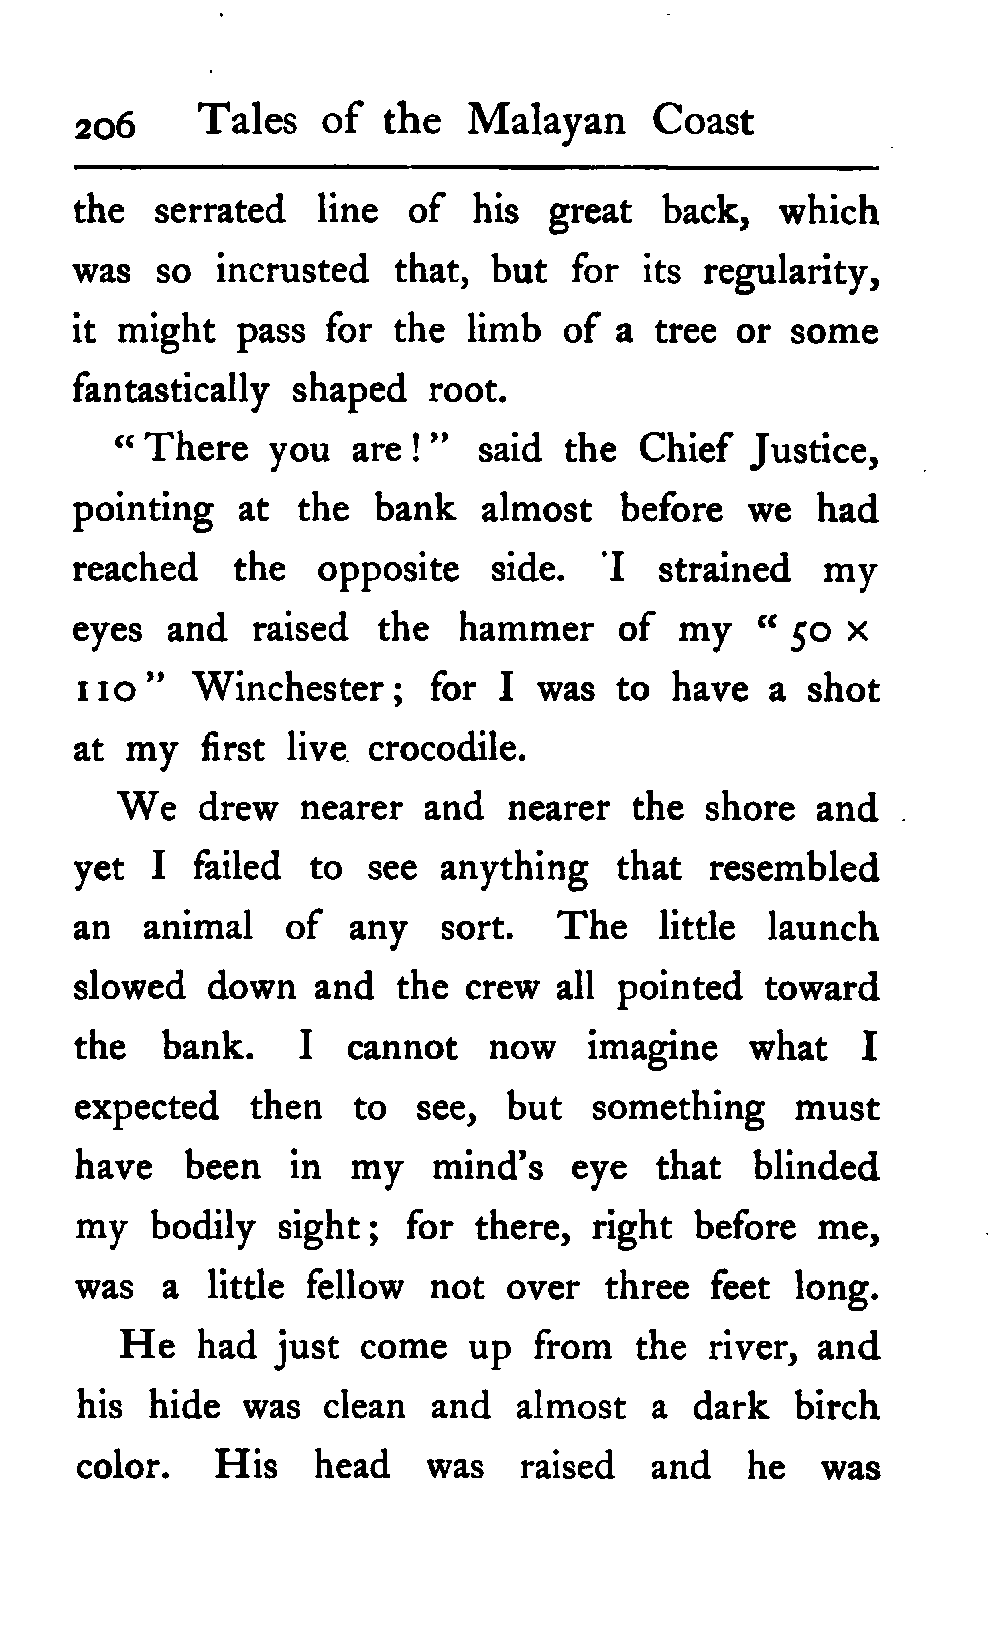 206 Tales of the Malayan Coast
the serrated line of his great back, which
was so incrusted that, but for its regularity,
it might pass for the limb of a tree or some
fantastically shaped root.
“ There you are ! ” said the Chief Justice,
pointing at the bank almost before we had
reached the opposite side. I strained my
eyes and raised the hammer of my “ 50 x
110 ” Winchester ; for I was to have a shot
at my first live crocodile.
We drew nearer and nearer the shore and
yet I failed to see anything that resembled
an animal of any sort. The little launch
slowed down and the crew all pointed toward
the bank. I cannot now imagine what I
expected then to see, but something must
have been in my mind’s eye that blinded
my bodily sight ; for there, right before me,
was a little fellow not over three feet long.
He had just come up from the river, and
his hide was clean and almost a dark birch
color. His head was raised and he was